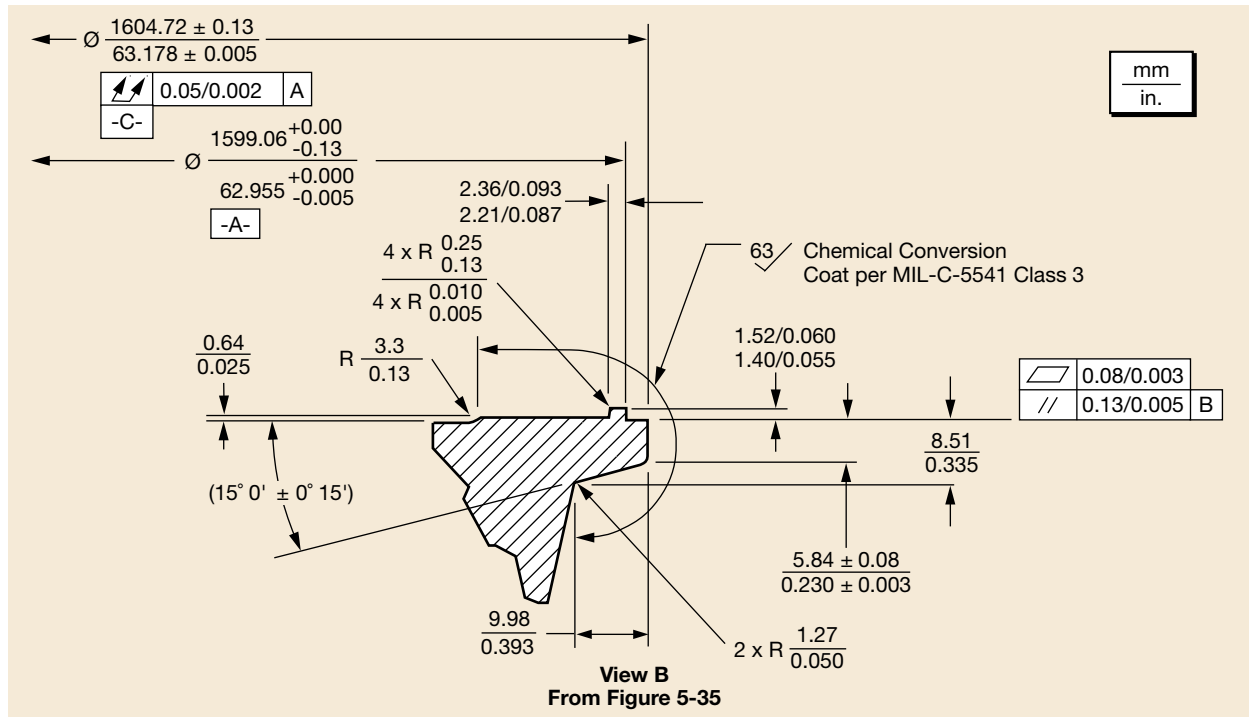 Ø 1604.72 ± 0.13
63.178 ± 0.005
0.05/0.002 A
-C-
mm
in.
Ø 1599.06 +0.00
-0.13
62.955 +0.000
-0.005
-A-
2.36/0.093
2.21/0.087
63 Chemical Conversion
Coat per MIL-C-5541 Class 3
4 x R 0.25
0.13
4 x R 0.010
0.005
0.64
0.025
R 3.3
0.13
1.52/0.060
1.40/0.055
0.08/0.003
// 0.13/0.005 B
8.51
0.335
(15° 0' ± 0° 15')
5.84 ± 0.08
0.230 ± 0.003
9.98
0.393
2 x R 1.27
0.050
View B
From Figure 5-35